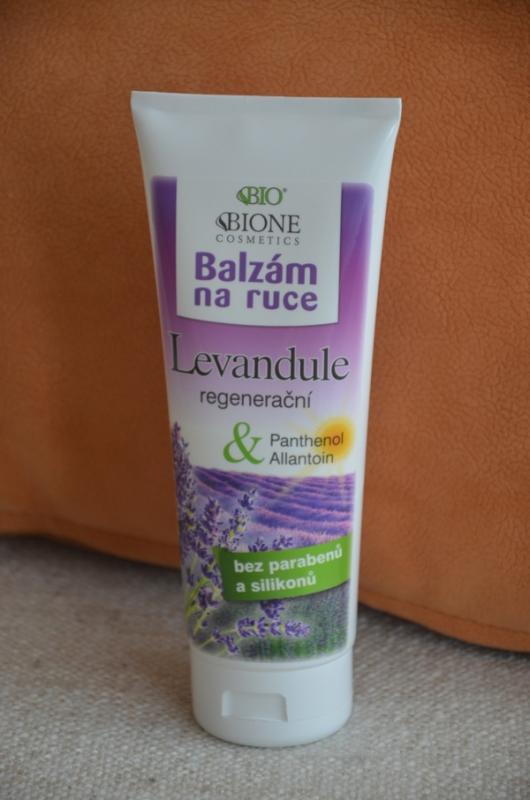 BIO®
BIONE
COSMETICS
Balzám
na ruce
Levandule
regenerační
& Panthenol
Allantoin
bez parabenů
a silikonů